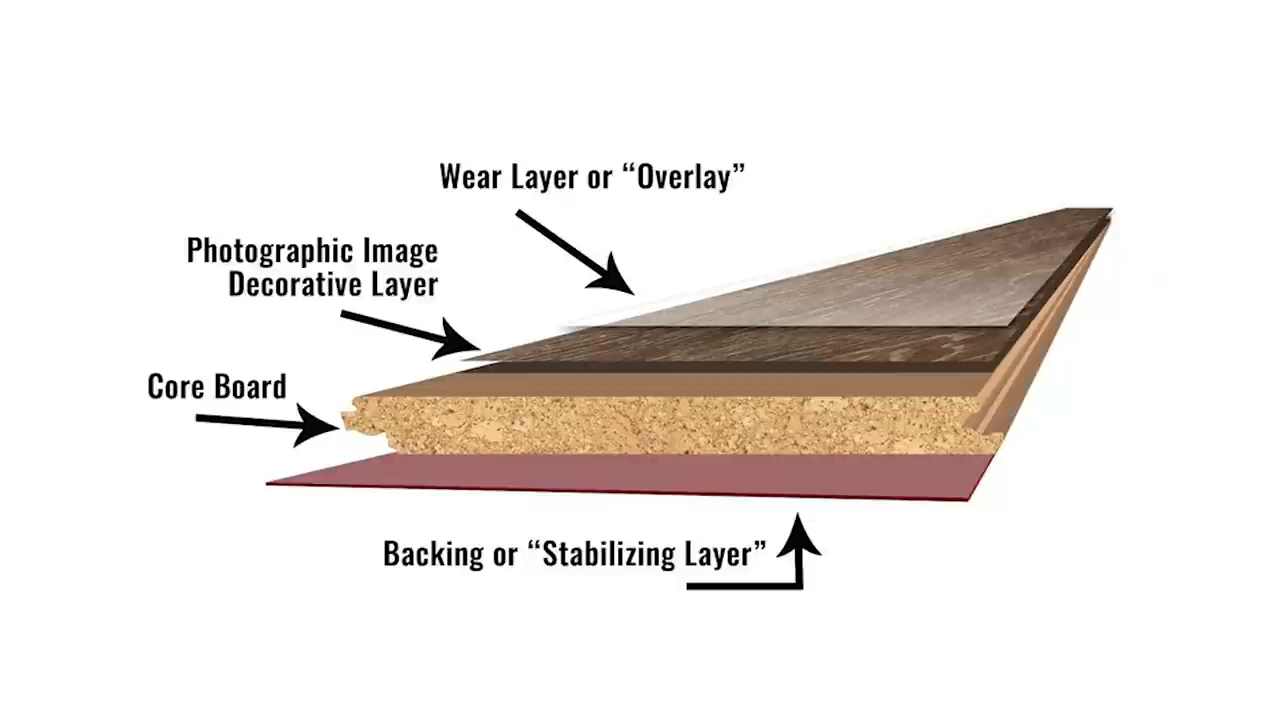 Wear Layer or “Overlay”
Photographic Image
Decorative Layer
Core Board
Backing or “Stabilizing Layer”